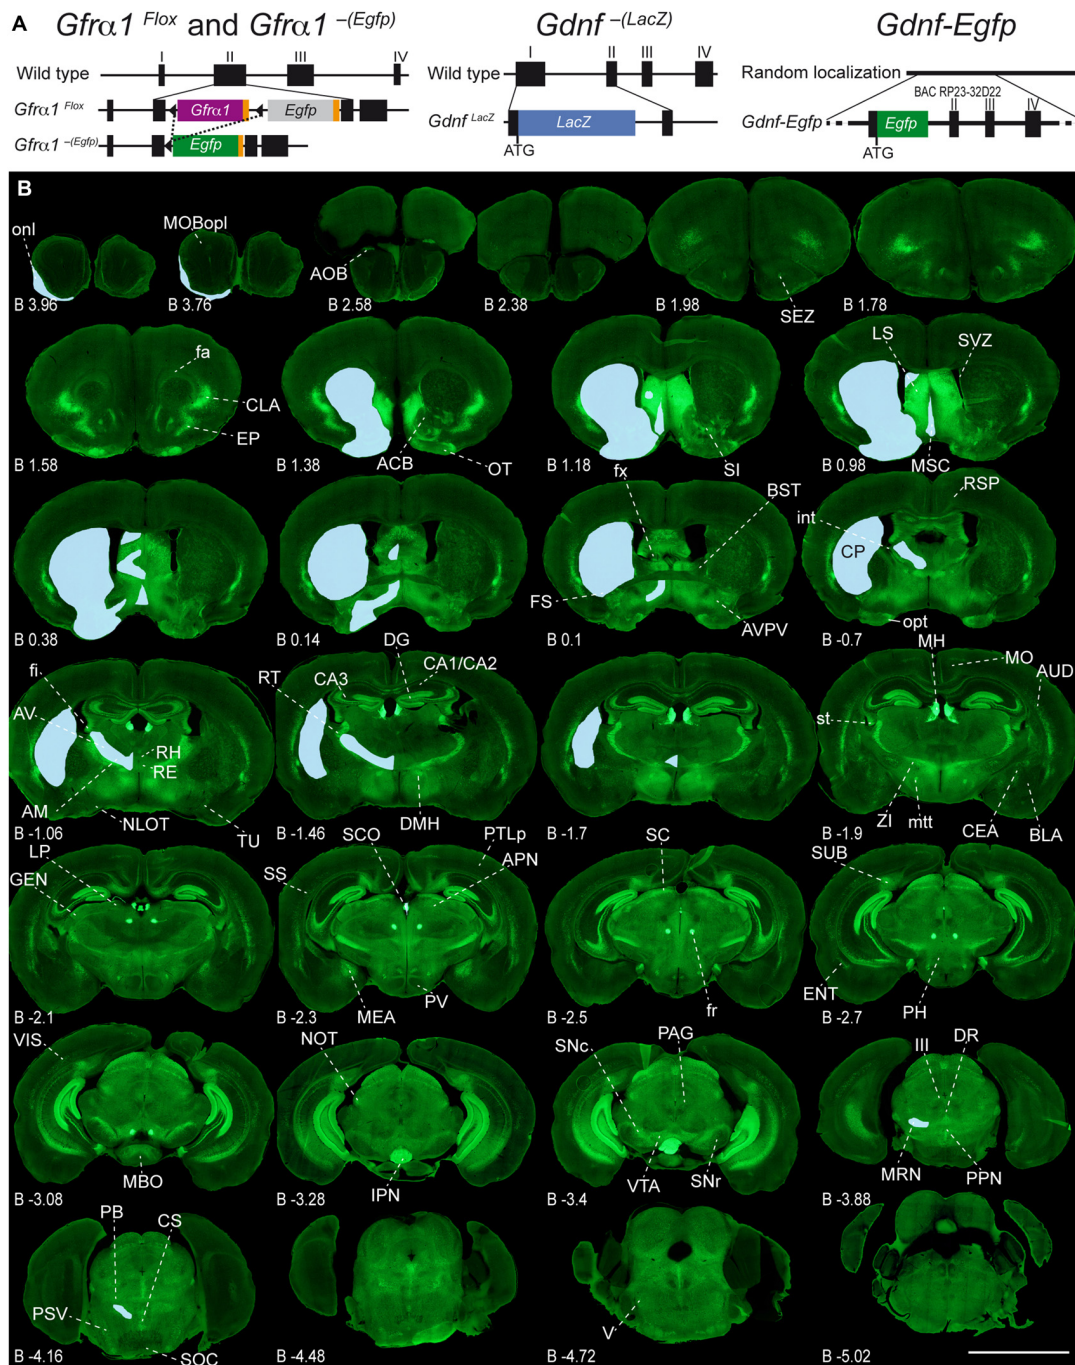 A
Gfrα1 Flox and Gfrα1 –(Egfp)
Gdnf –(LacZ)
Gdnf-Egfp
I II III IV
Wild type
Gfrα1 Flox
Gfrα1 Egfp
Gfrα1 –(Egfp)
Egfp
I II III IV
Wild type
Gdnf LacZ
LacZ
ATG
Random localization
BAC RP23-32D22
II III IV
Gdnf-Egfp
Egfp
ATG
B
onl MOBopl AOB SEZ
B 3.96 B 3.76 B 2.58 B 2.38 B 1.98 B 1.78
fa CLA EP ACB OT SI LS SVZ MSC
B 1.58 B 1.38 B 1.18 B 0.98
fx BST FS AVPV int RSP CP opt
B 0.38 B 0.14 B 0.1 B -0.7
fi AV RH RE AM NLOT TU DG RT CA3 CA1/CA2 DMH MH MO AUD st ZI mtt CEA BLA
B -1.06 B -1.46 B -1.7 B -1.9
LP GEN SCO PTLp APN SS MEA PV SC fr SUB ENT PH
B -2.1 B -2.3 B -2.5 B -2.7
VIS MBO NOT IPN SNc PAG VTA SNr III DR MRN PPN
B -3.08 B -3.28 B -3.4 B -3.88
PB CS PSV SOC V
B -4.16 B -4.48 B -4.72 B -5.02